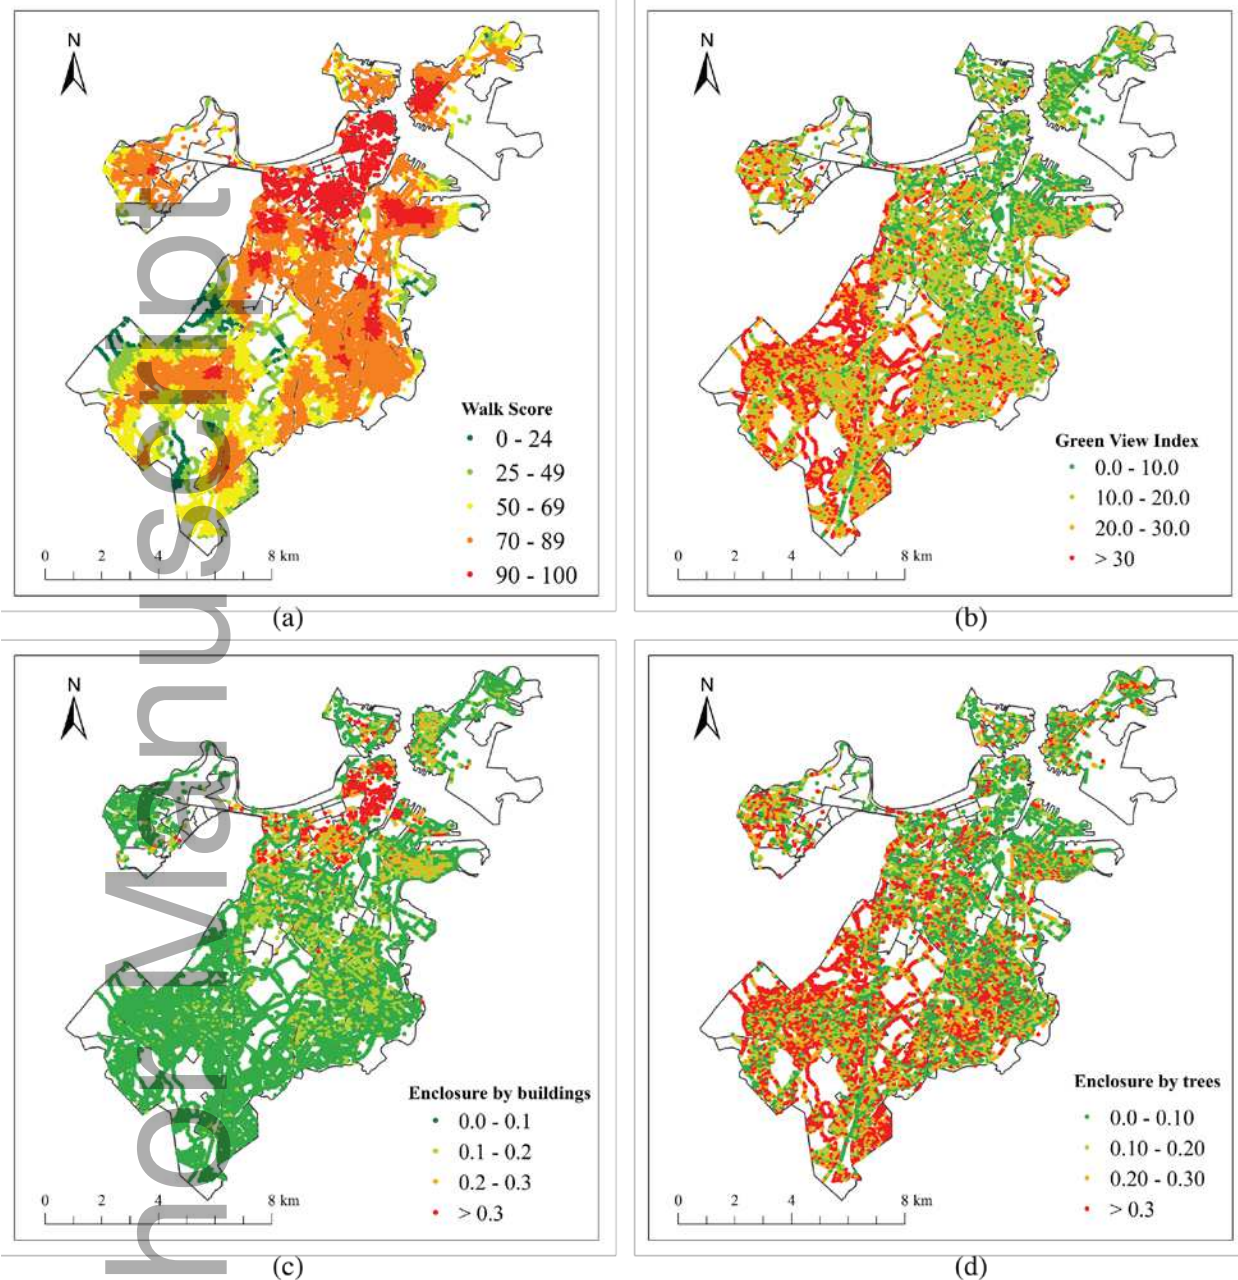 N
Walk Score
0 - 24
25 - 49
50 - 69
70 - 89
90 - 100
0 2 4 8 km
(a)
N
Green View Index
0.0 - 10.0
10.0 - 20.0
20.0 - 30.0
> 30
0 2 4 8 km
(b)
N
Enclosure by buildings
0.0 - 0.1
0.1 - 0.2
0.2 - 0.3
> 0.3
0 2 4 8 km
(c)
N
Enclosure by trees
0.0 - 0.10
0.10 - 0.20
0.20 - 0.30
> 0.3
0 2 4 8 km
(d)
hor Manuscript